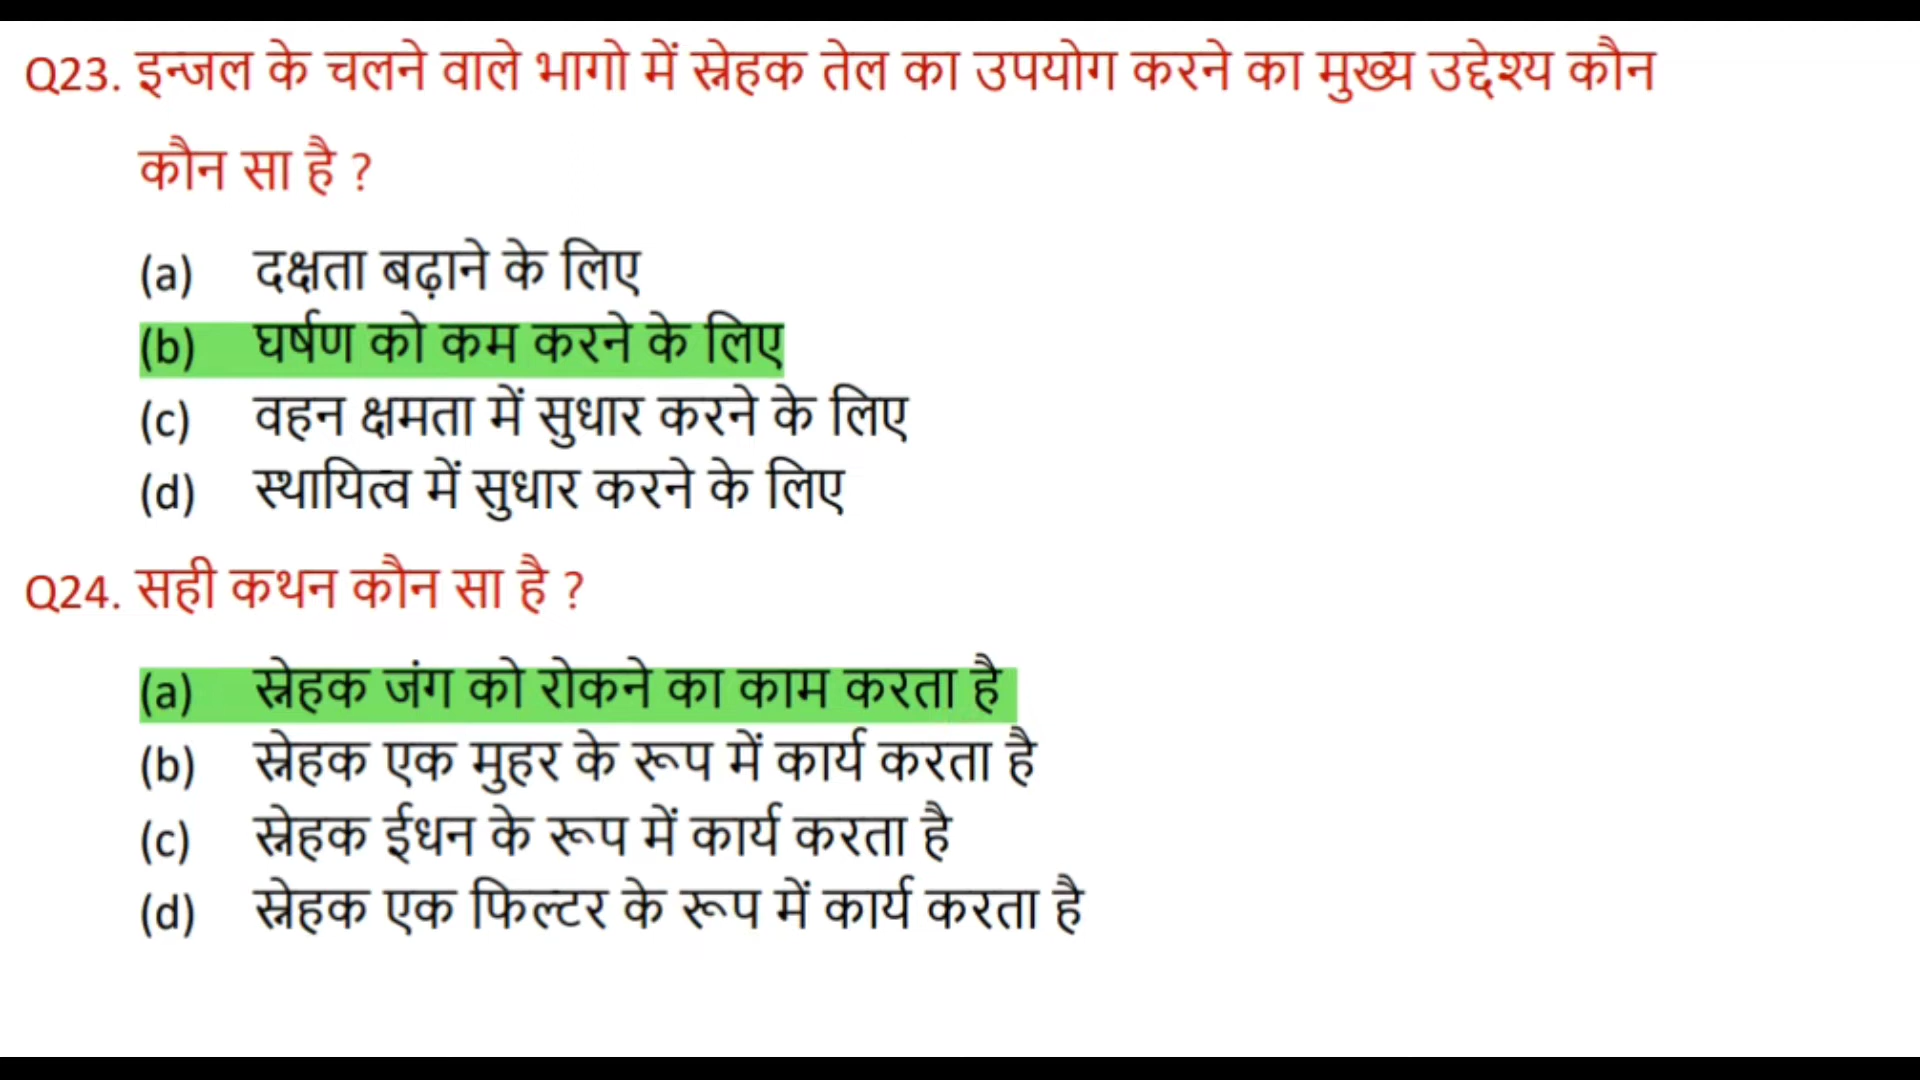 Q23. इन्जल के चलने वाले भागो में स्नेहक तेल का उपयोग करने का मुख्य उद्देश्य कौन
कौन सा है ?
(a) दक्षता बढ़ाने के लिए
(b) घर्षण को कम करने के लिए
(c) वहन क्षमता में सुधार करने के लिए
(d) स्थायित्व में सुधार करने के लिए
Q24. सही कथन कौन सा है ?
(a) स्नेहक जंग को रोकने का काम करता है
(b) स्नेहक एक मुहर के रूप में कार्य करता है
(c) स्नेहक ईधन के रूप में कार्य करता है
(d) स्नेहक एक फिल्टर के रूप में कार्य करता है